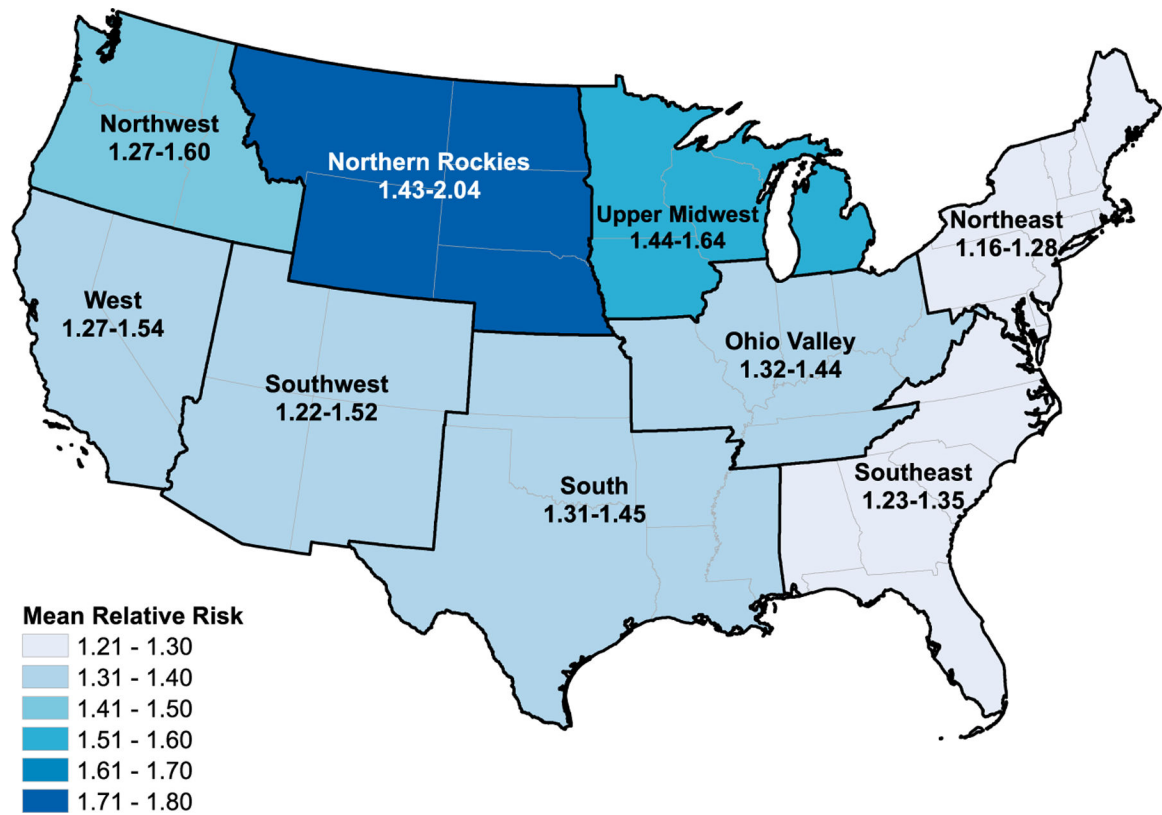 Northwest
1.27-1.60
Northern Rockies
1.43-2.04
Upper Midwest
1.44-1.64
Northeast
1.16-1.28
West
1.27-1.54
Southwest
1.22-1.52
Ohio Valley
1.32-1.44
South
1.31-1.45
Southeast
1.23-1.35
Mean Relative Risk
1.21 - 1.30
1.31 - 1.40
1.41 - 1.50
1.51 - 1.60
1.61 - 1.70
1.71 - 1.80